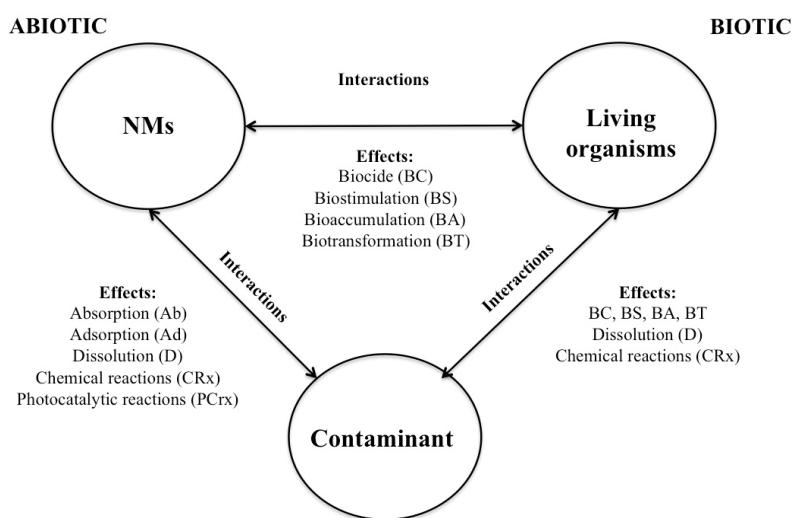 ABIOTIC
BIOTIC
Interactions
NMs
Living
organisms
Effects:
Biocide (BC)
Biostimulation (BS)
Bioaccumulation (BA)
Biotransformation (BT)
Interactions
Interactions
Effects:
Absorption (Ab)
Adsorption (Ad)
Dissolution (D)
Chemical reactions (CRx)
Photocatalytic reactions (PCrx)
Effects:
BC, BS, BA, BT
Dissolution (D)
Chemical reactions (CRx)
Contaminant